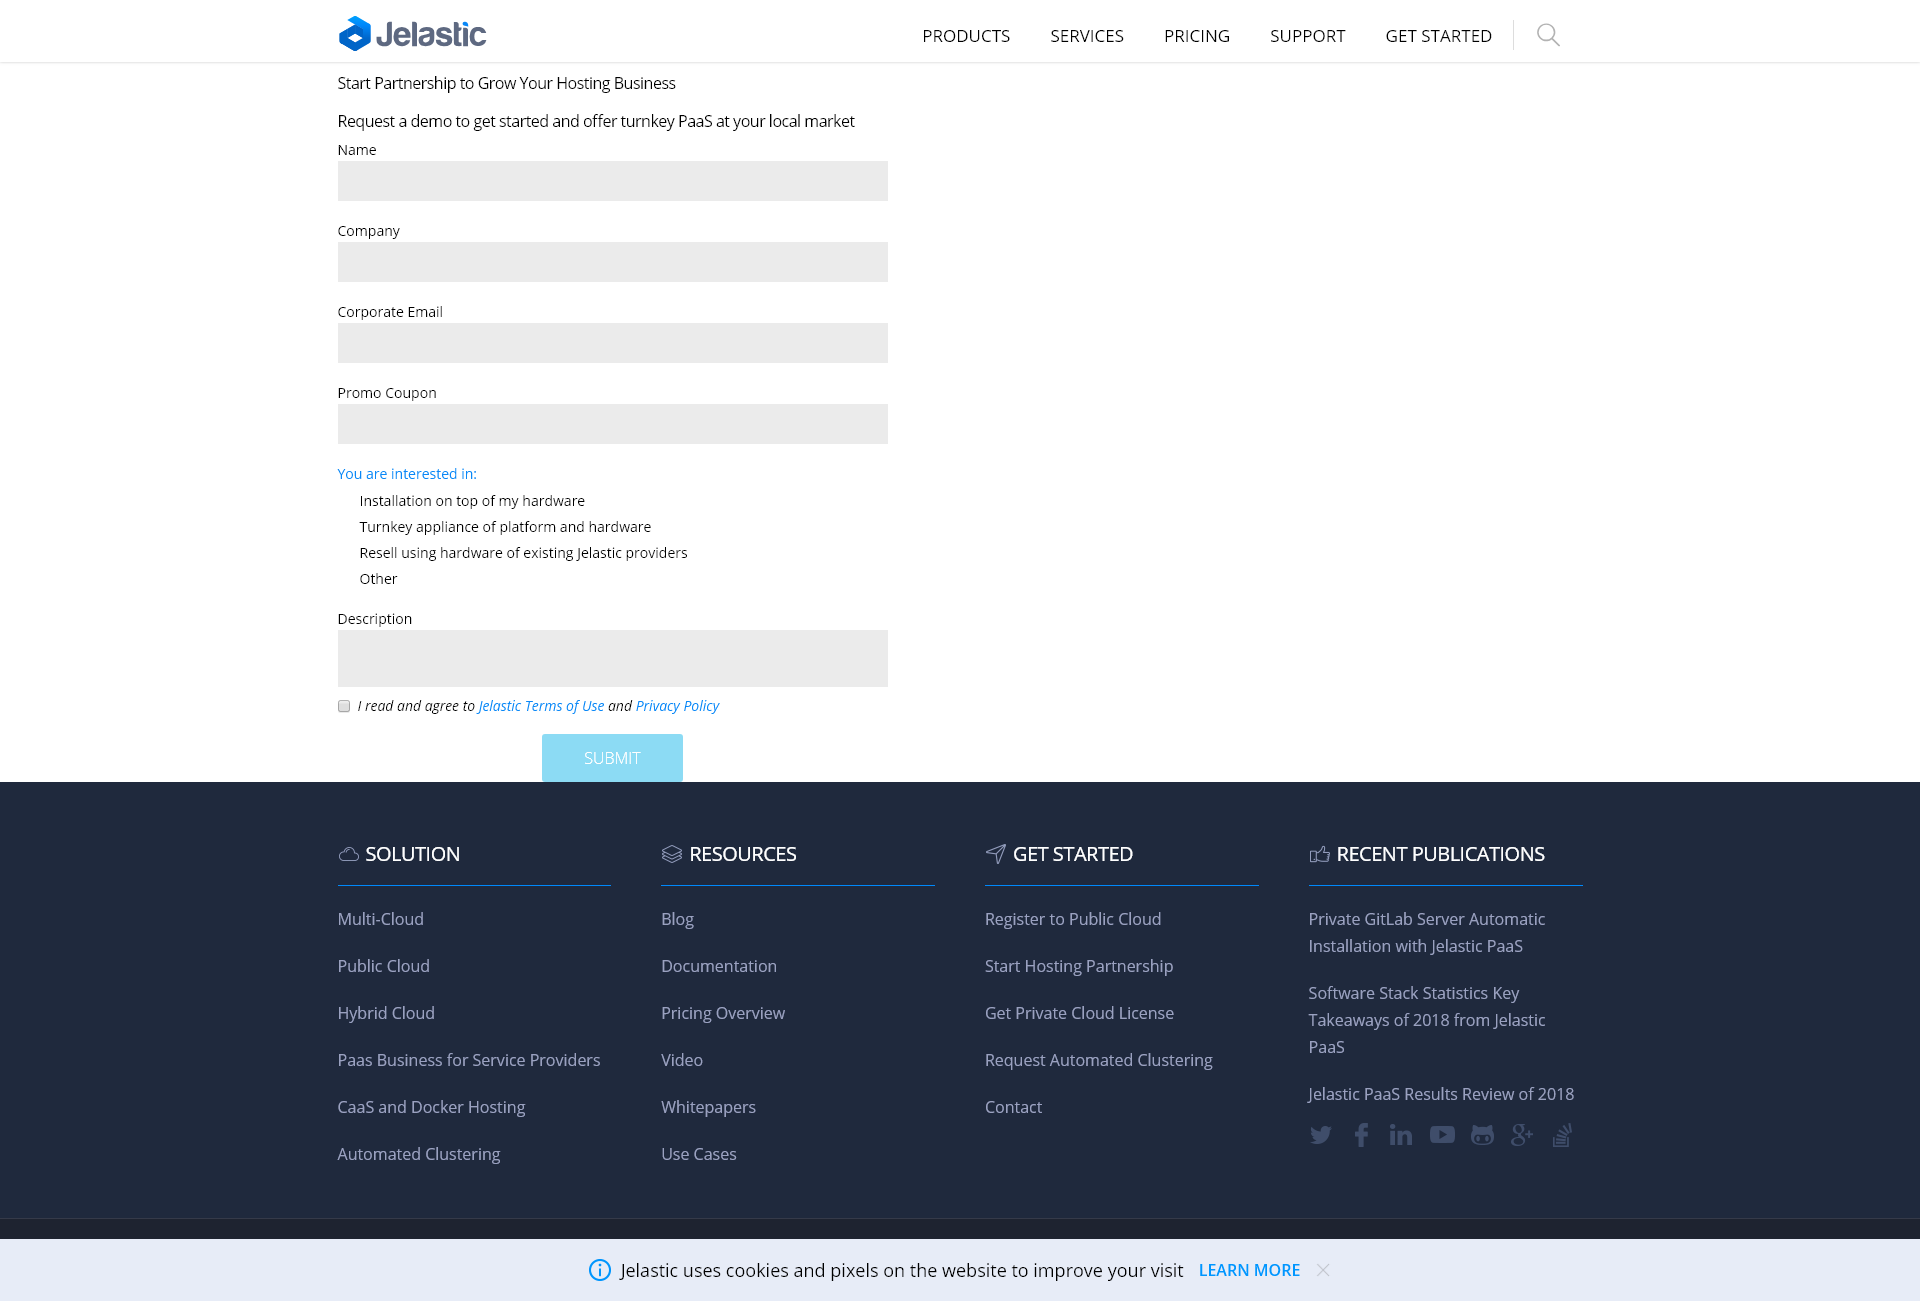 Jelastic
PRODUCTS SERVICES PRICING SUPPORT GET STARTED
Start Partnership to Grow Your Hosting Business
Request a demo to get started and offer turnkey PaaS at your local market
Name
Company
Corporate Email
Promo Coupon
You are interested in:
Installation on top of my hardware
Turnkey appliance of platform and hardware
Resell using hardware of existing Jelastic providers
Other
Description
I read and agree to Jelastic Terms of Use and Privacy Policy
SUBMIT
SOLUTION
Multi-Cloud
Public Cloud
Hybrid Cloud
Paas Business for Service Providers
CaaS and Docker Hosting
Automated Clustering
RESOURCES
Blog
Documentation
Pricing Overview
Video
Whitepapers
Use Cases
GET STARTED
Register to Public Cloud
Start Hosting Partnership
Get Private Cloud License
Request Automated Clustering
Contact
RECENT PUBLICATIONS
Private GitLab Server Automatic
Installation with Jelastic PaaS
Software Stack Statistics Key
Takeaways of 2018 from Jelastic
PaaS
Jelastic PaaS Results Review of 2018
Jelastic uses cookies and pixels on the website to improve your visit LEARN MORE